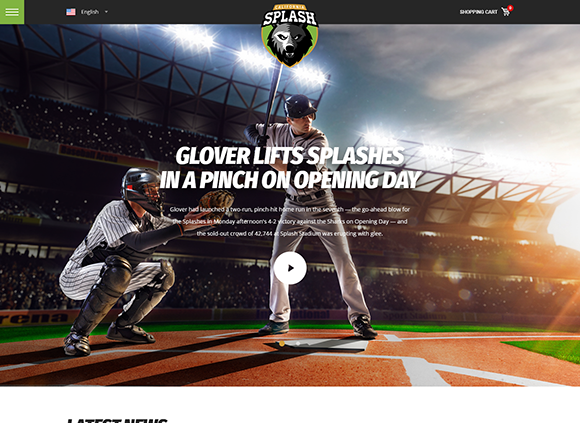 English
CALIFORNIA
SPLASH
SHOPPING CART
GLOVER LIFTS SPLASHES
IN A PINCH ON OPENING DAY
Glover had launched a two-run, pinch-hit home run in the seventh — the go-ahead blow for
the Splashes in Monday afternoon's 4-2 victory against the Sharks on Opening Day — and
the sold-out crowd of 42,744 at Splash Stadium was erupting with glee.
LATEST NEWS